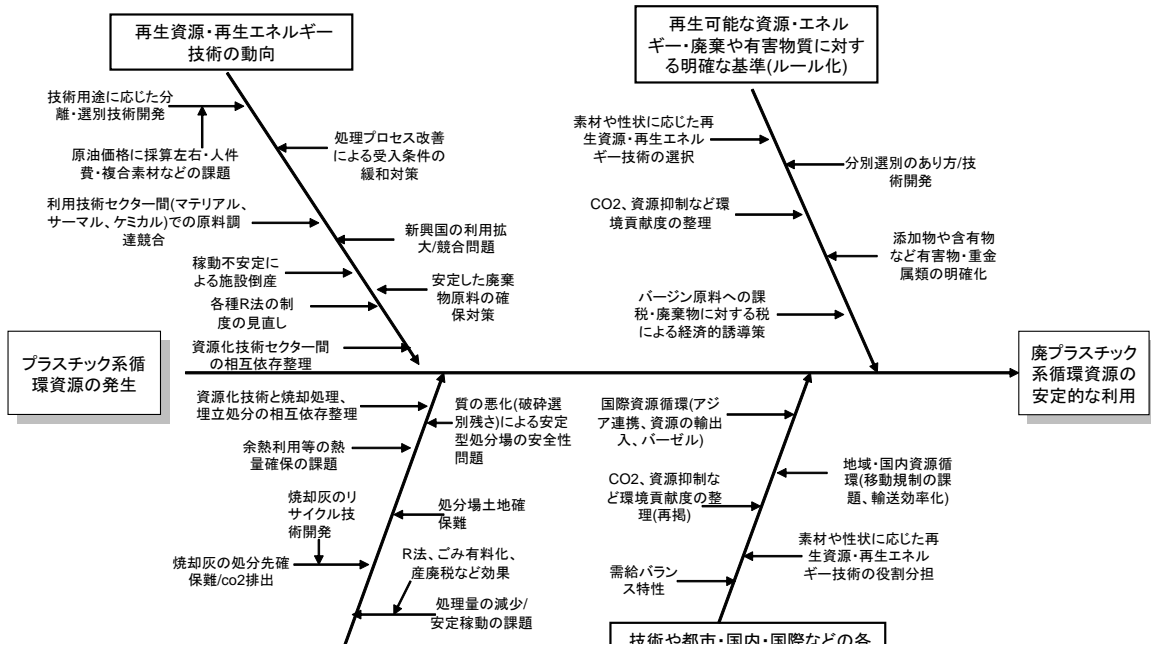 再生資源・再生エネルギー
技術の動向
再生可能な資源・エネル
ギー・廃棄や有害物質に対す
る明確な基準(ルール化)
技術用途に応じた分
離・選別技術開発
原油価格に採算左右・人件
費・複合素材などの課題
処理プロセス改善
による受入条件の
緩和対策
利用技術セクター間(マテリアル、
サーマル、ケミカル)での原料調
達競合
新興国の利用拡
大/競合問題
稼動不安定に
よる施設倒産
安定した廃棄
物原料の確
保対策
各種R法の制
度の見直し
資源化技術セクター間
の相互依存整理
素材や性状に応じた再
生資源・再生エネル
ギー技術の選択
分別選別のあり方/技
術開発
CO2、資源抑制など環
境貢献度の整理
添加物や含有物
など有害物・重金
属類の明確化
バージン原料への課
税・廃棄物に対する税
による経済的誘導策
プラスチック系循
環資源の発生
廃プラスチック
系循環資源の
安定的な利用
資源化技術と焼却処理、
埋立処分の相互依存整理
質の悪化(破砕選
別残さ)による安定
型処分場の安全性
問題
余熱利用等の熱
量確保の課題
焼却灰のリ
サイクル技
術開発
処分場土地確
保難
焼却灰の処分先確
保難/co2排出
R法、ごみ有料化、
産廃税など効果
処理量の減少/
安定稼動の課題
国際資源循環(アジ
ア連携、資源の輸出
入、バーゼル)
地域・国内資源循
環(移動規制の課
題、輸送効率化)
CO2、資源抑制な
ど環境貢献度の整
理(再掲)
素材や性状に応じた再
生資源・再生エネル
ギー技術の役割分担
需給バラン
ス特性
技術や都市・国内・国際などの各